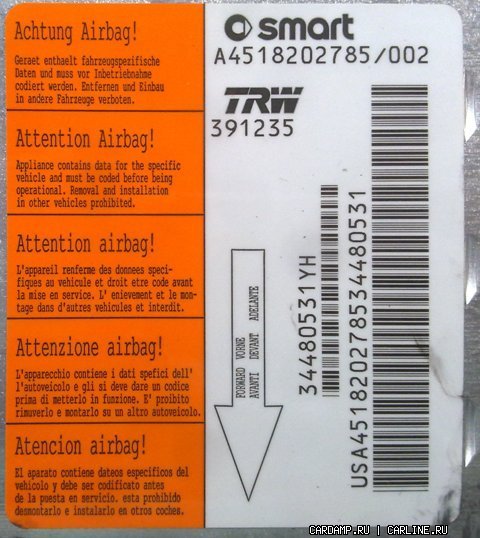 Achtung Airbag!
Geraet enthaelt fahrzeugspezifische
Daten und muss vor Inbetriebnahme
codiert werden. Entfernen und Einbau
in andere Fahrzeuge verboten.
Attention Airbag!
Appliance contains data for the specific
vehicle and must be coded before being
operational. Removal and installation
in other vehicles prohibited.
Attention airbag!
L'appareil renferme des donnees speci-
fiques au vehicule et droit etre code avant
la mise en service. L' enievement et le mon-
tage dans d'autres vehicules et interdit.
Attenzione airbag!
L'apparecchio contiene i dati spefici dell'
l'autoveicolo e gli si deve dare un codice
prima di metterlo in funzione. E' proibito
rimuverlo e montarlo su un altro autoveicolo.
Atencion airbag!
El aparato contiene dateos especificos del
vehiculo y debe ser codificado antes
de la puesta en servicio. esta prohibido
desmontarlo e instalarlo en otros coches.
smart
A4518202785/002
TRW
391235
FORWARD VORNE ADELANTE
AVANTI DEVANT AVANT
34480531YH
USA451820278534480531
CARDAMP.RU | CARLINE.RU